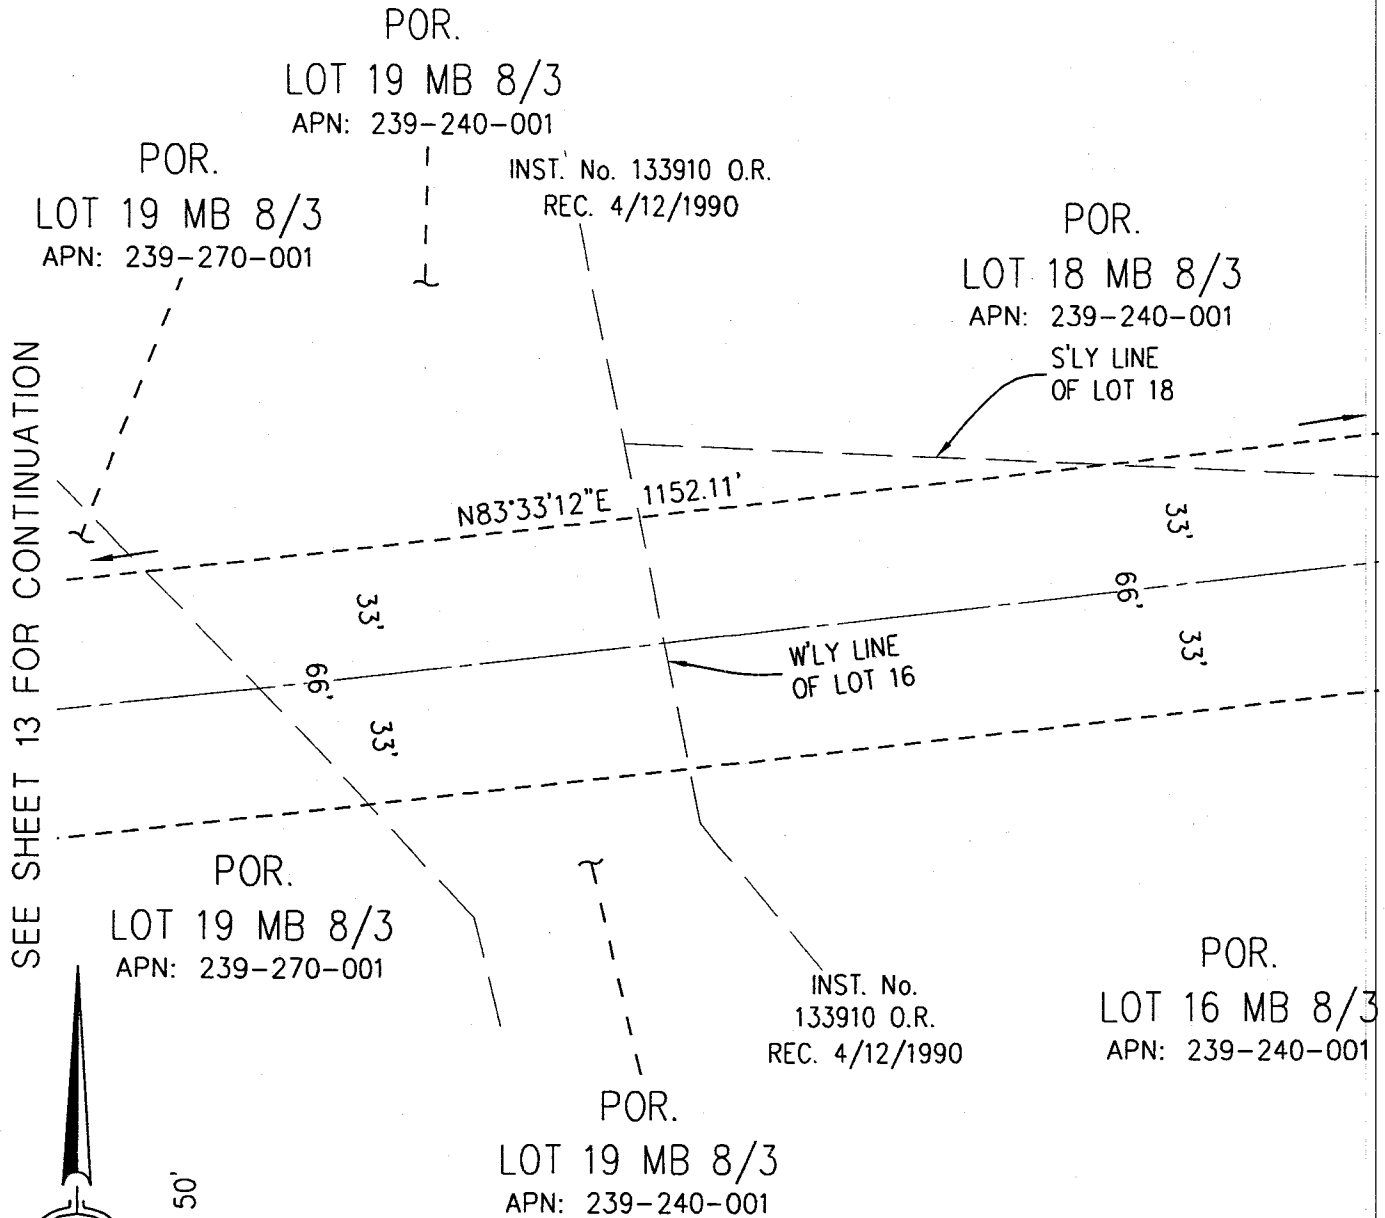 POR.
LOT 19 MB 8/3
APN: 239-240-001
POR.
LOT 19 MB 8/3
APN: 239-270-001
INST. No. 133910 O.R.
REC. 4/12/1990
POR.
LOT 18 MB 8/3
APN: 239-240-001
S'LY LINE
OF LOT 18
SEE SHEET 13 FOR CONTINUATION
N83°33'12"E 1152.11'
33'
66'
33'
33'
66'
33'
W'LY LINE
OF LOT 16
POR.
LOT 19 MB 8/3
APN: 239-270-001
INST. No.
133910 O.R.
REC. 4/12/1990
POR.
LOT 16 MB 8/3
APN: 239-240-001
POR.
LOT 19 MB 8/3
APN: 239-240-001
50'